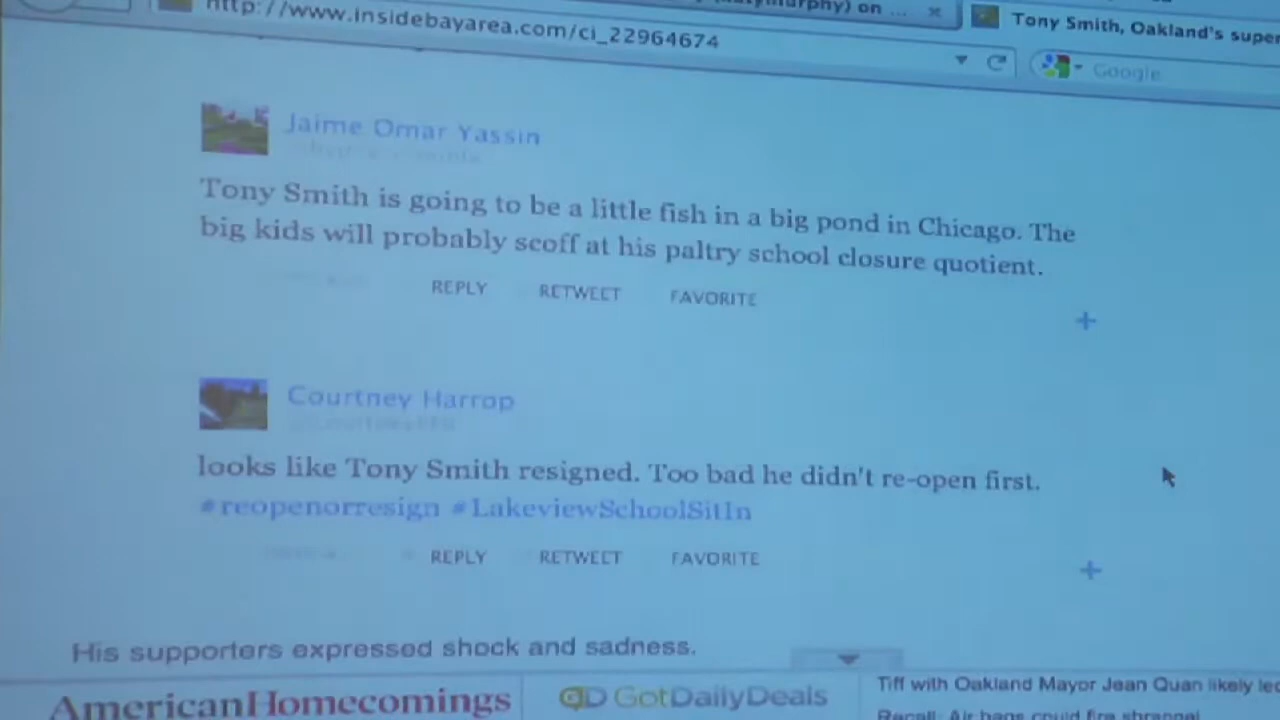 murphy) on ...
Tony Smith, Oakland's super
http://www.insidebayarea.com/ci_22964674
Google
Jaime Omar Yassin
Tony Smith is going to be a little fish in a big pond in Chicago. The
big kids will probably scoff at his paltry school closure quotient.
REPLY RETWEET FAVORITE
+
Courtney Harrop
looks like Tony Smith resigned. Too bad he didn't re-open first.
#reopenorresign #LakeviewSchoolSitIn
REPLY RETWEET FAVORITE
+
His supporters expressed shock and sadness.
AmericanHomecomings
GotDailyDeals
Tiff with Oakland Mayor Jean Quan likely led
Recall: Air bags could fire shrapnel